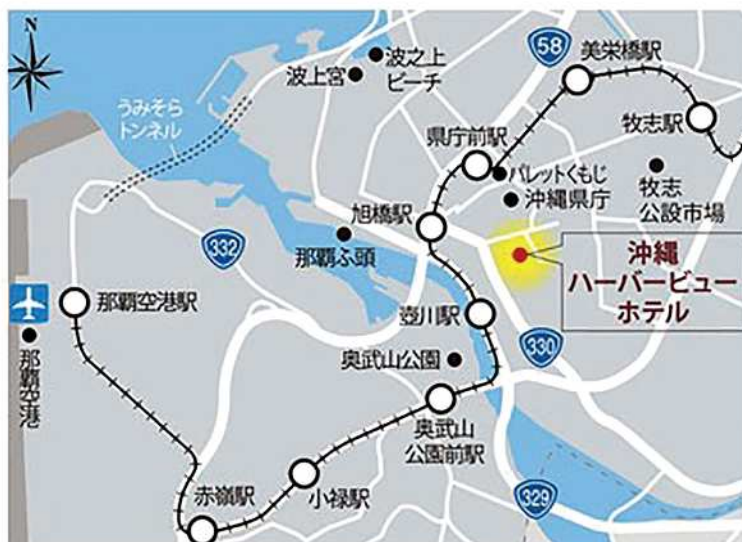 N
波之上
ビーチ
波上宮
58
美栄橋駅
うみそら
トンネル
県庁前駅
牧志駅
パレットくもじ
沖縄県庁
牧志
公設市場
旭橋駅
332
那覇ふ頭
沖縄
ハーバービュー
ホテル
那覇空港駅
壺川駅
330
那覇空港
奥武山公園
奥武山
公園前駅
赤嶺駅
小禄駅
329